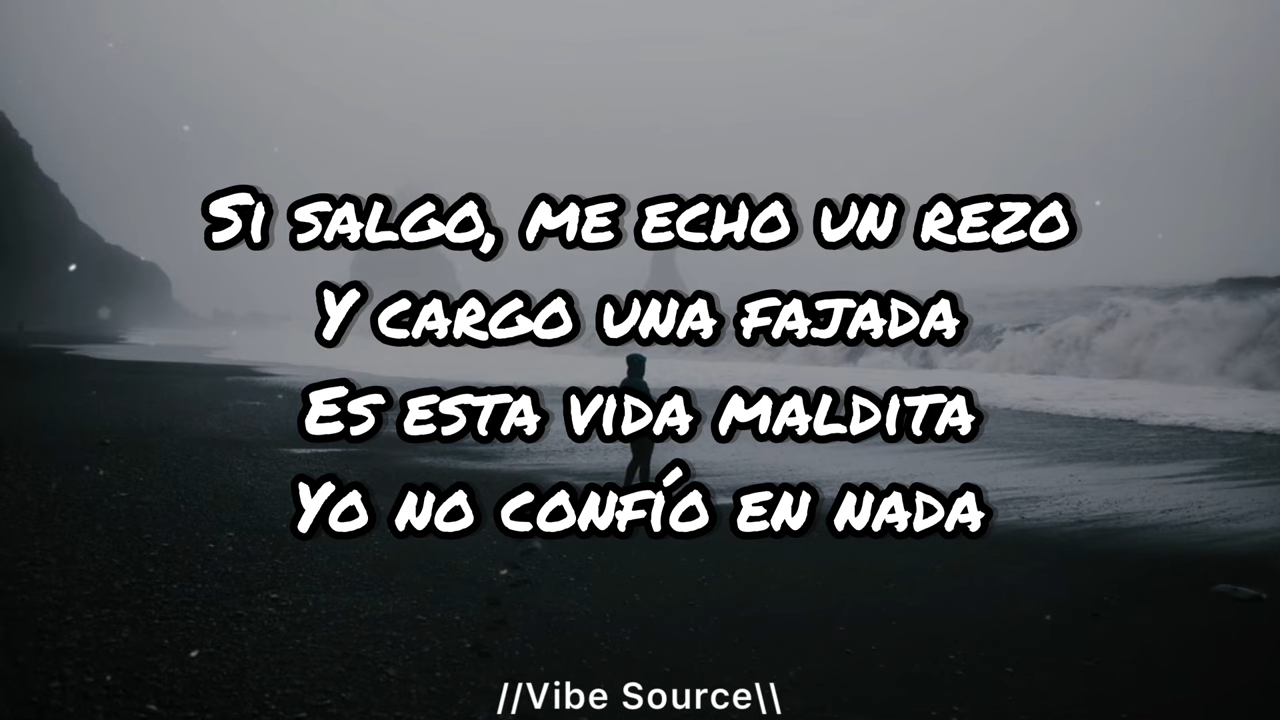 Si salgo, me echo un rezo
Y cargo una fajada
Es esta vida maldita
Yo no confío en nada
//Vibe Source\\